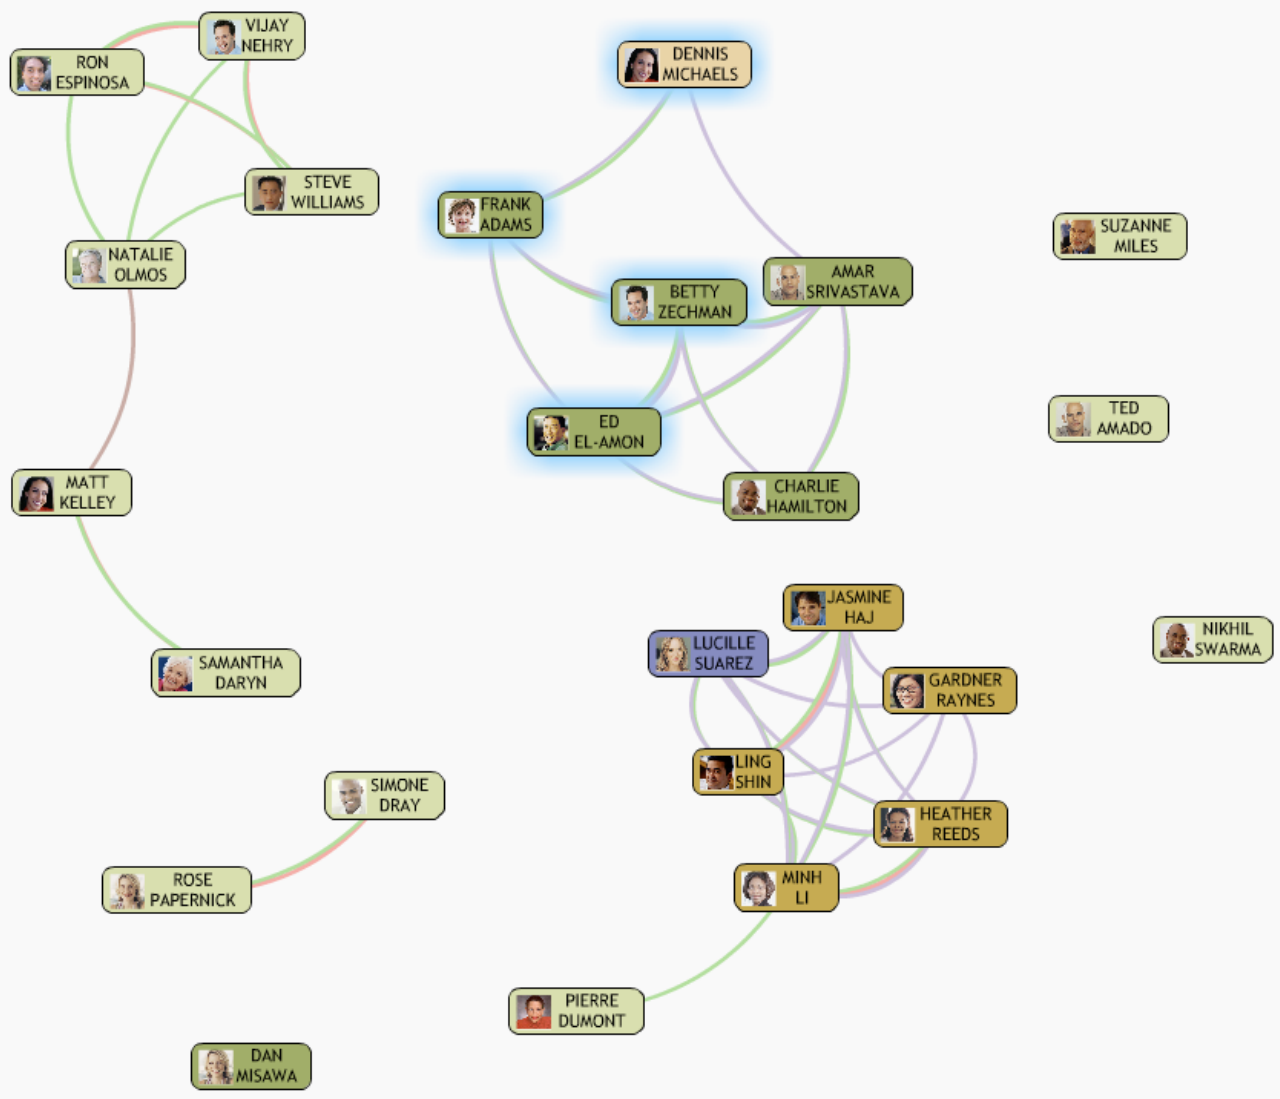 VIJAY
NEHRY
RON
ESPINOSA
DENNIS
MICHAELS
STEVE
WILLIAMS
FRANK
ADAMS
SUZANNE
MILES
NATALIE
OLMOS
AMAR
SRIVASTAVA
BETTY
ZECHMAN
TED
AMADO
ED
EL-AMON
MATT
KELLEY
CHARLIE
HAMILTON
JASMINE
HAJ
LUCILLE
SUAREZ
NIKHIL
SWARMA
SAMANTHA
DARYN
GARDNER
RAYNES
LING
SHIN
SIMONE
DRAY
HEATHER
REEDS
ROSE
PAPERNICK
MINH
LI
PIERRE
DUMONT
DAN
MISAWA